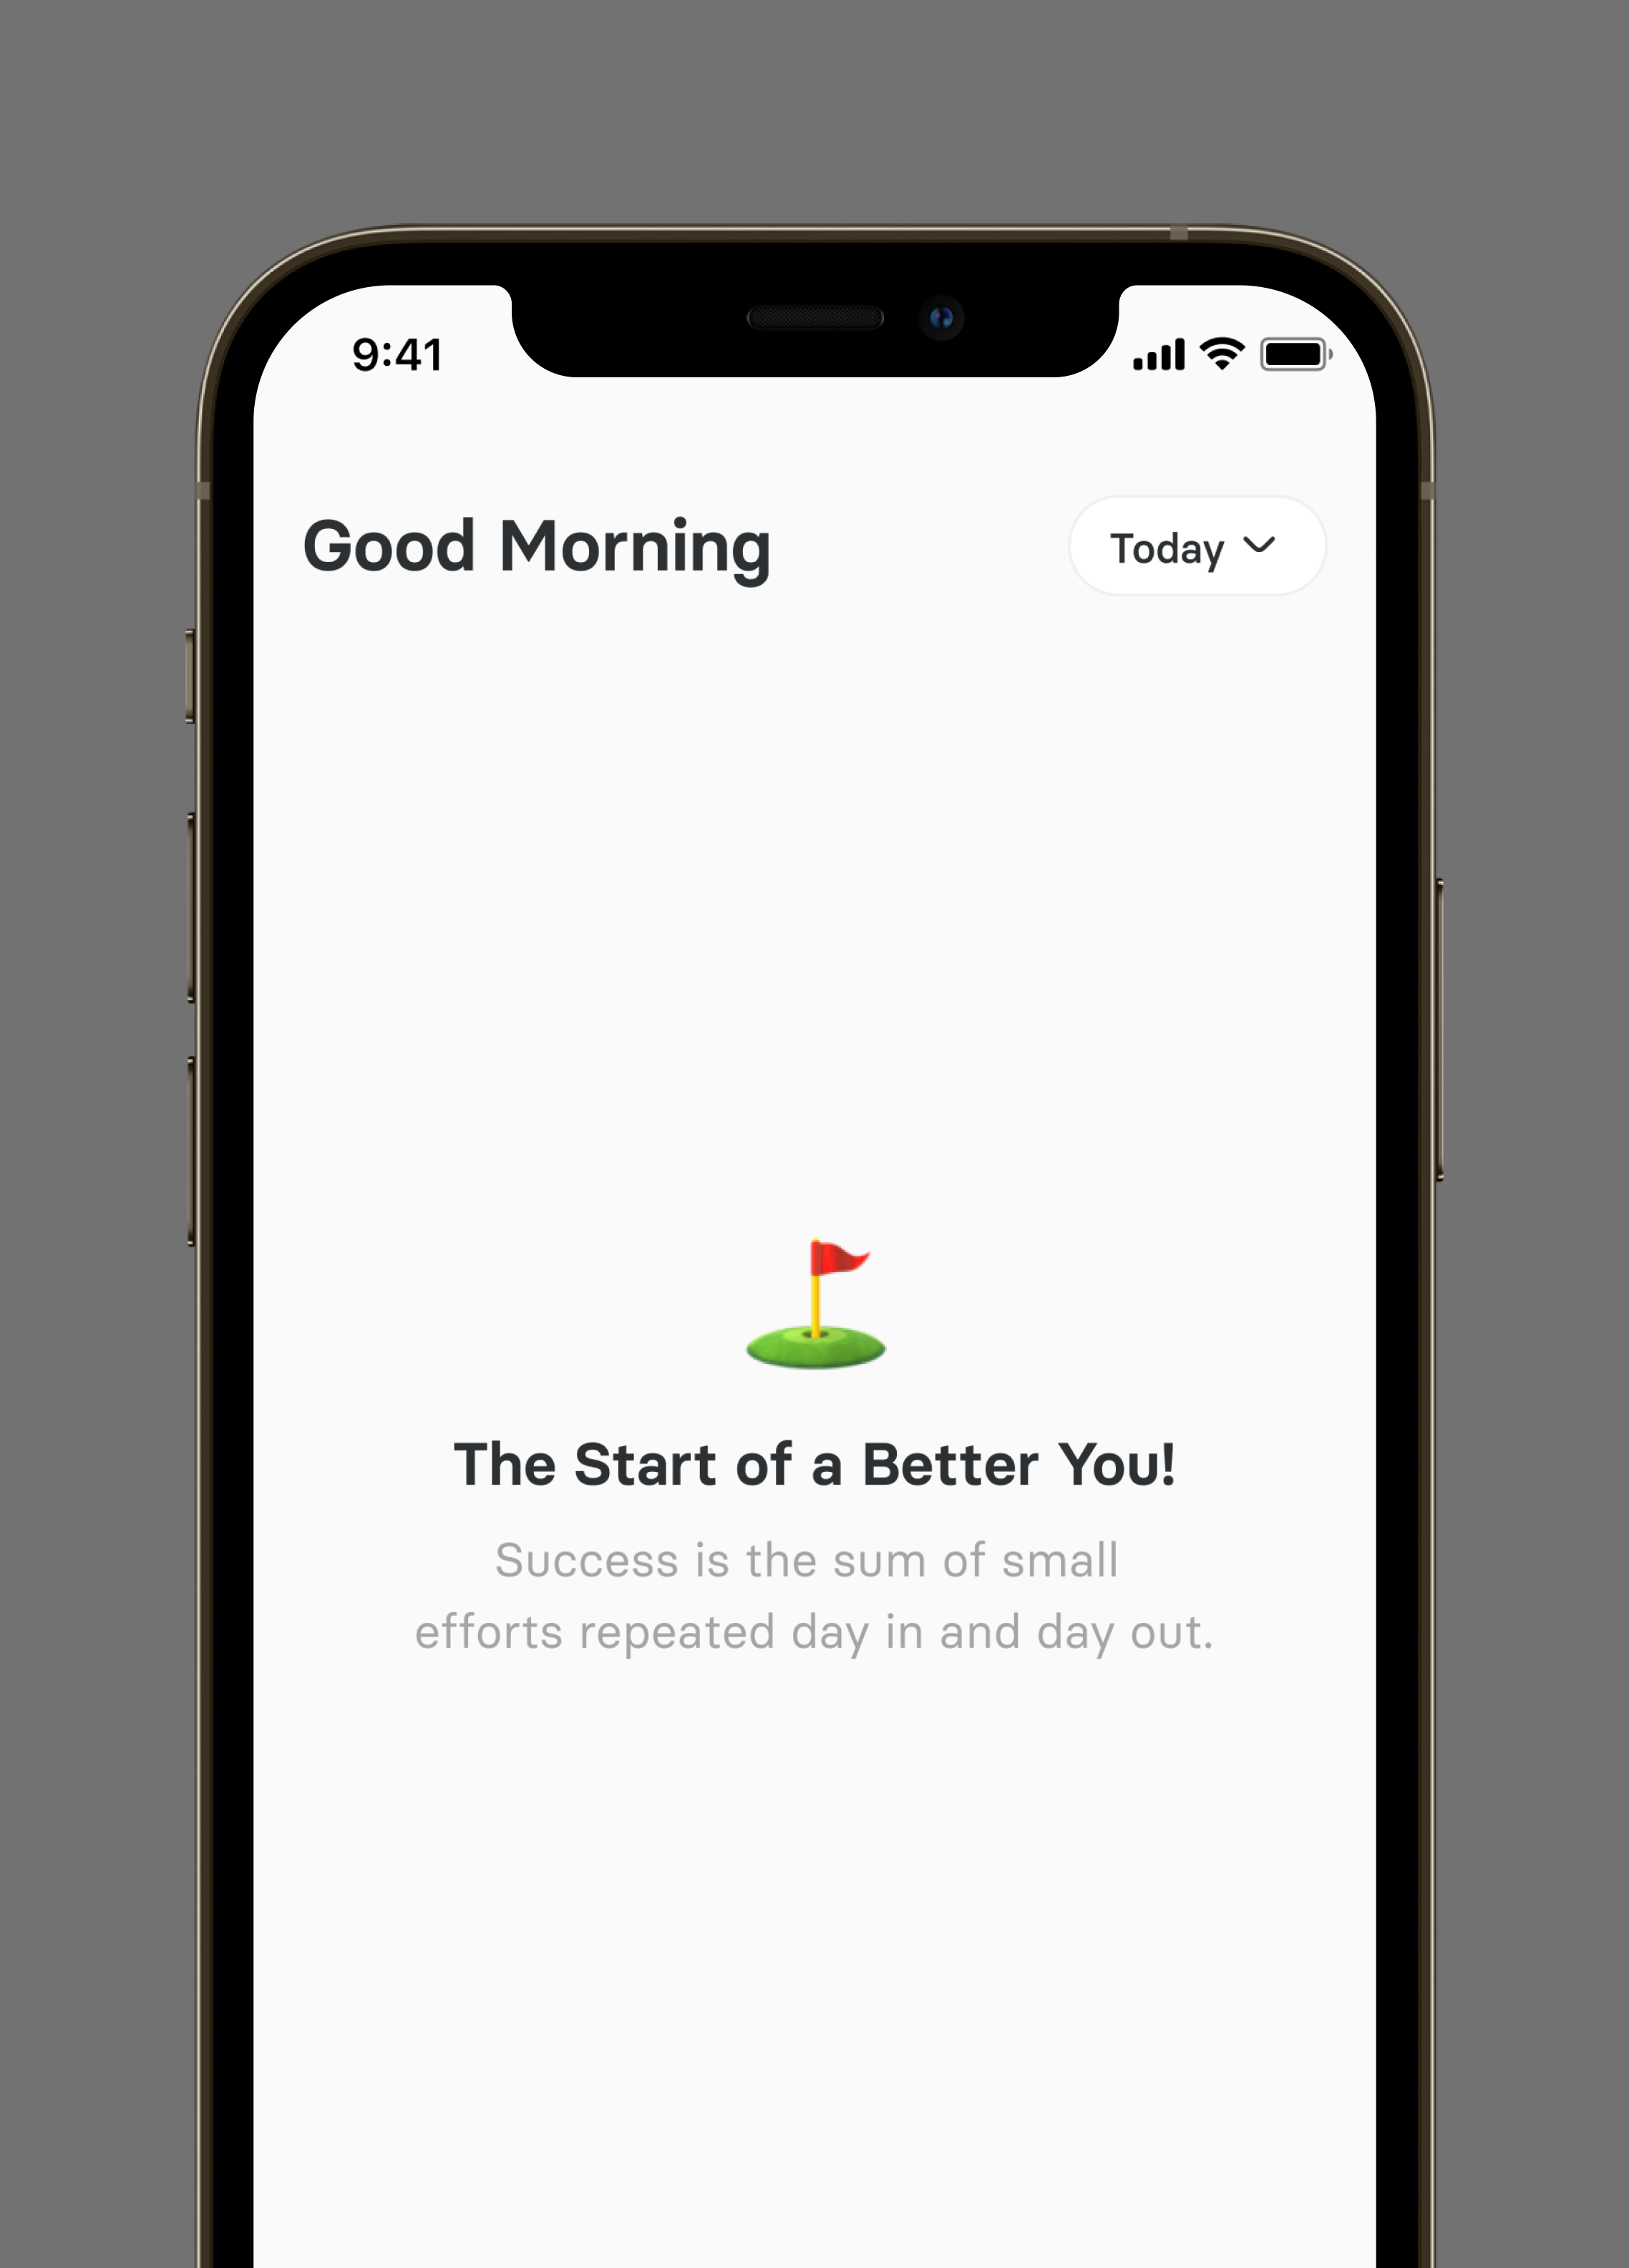 9:41
Good Morning
Today
The Start of a Better You!
Success is the sum of small
efforts repeated day in and day out.